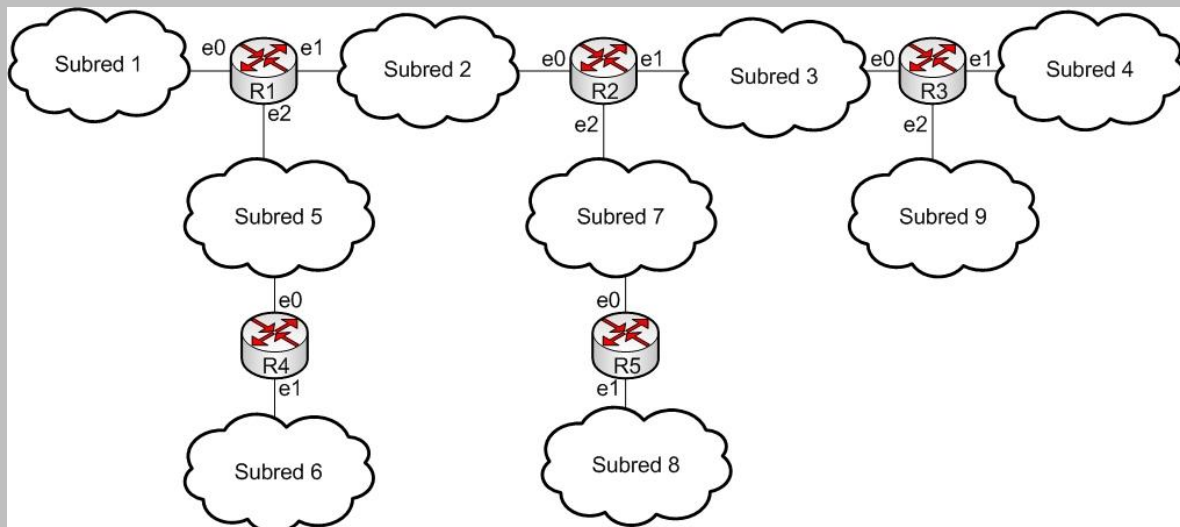 Subred 1
e0
R1
e1
e2
Subred 2
e0
R2
e1
e2
Subred 3
e0
R3
e1
e2
Subred 4
Subred 5
Subred 7
Subred 9
e0
R4
e1
e0
R5
e1
Subred 6
Subred 8